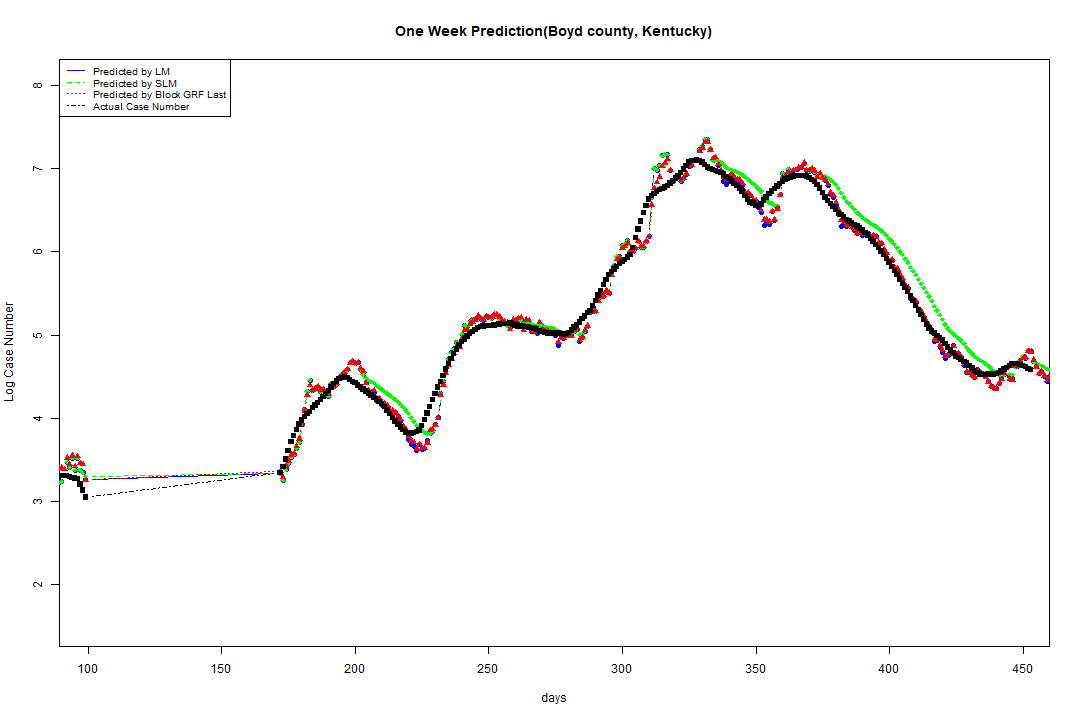 One Week Prediction(Boyd county, Kentucky)
Predicted by LM
Predicted by SLM
Predicted by Block GRF Last
Actual Case Number
8
7
6
5
4
3
2
Log Case Number
100 150 200 250 300 350 400 450
days